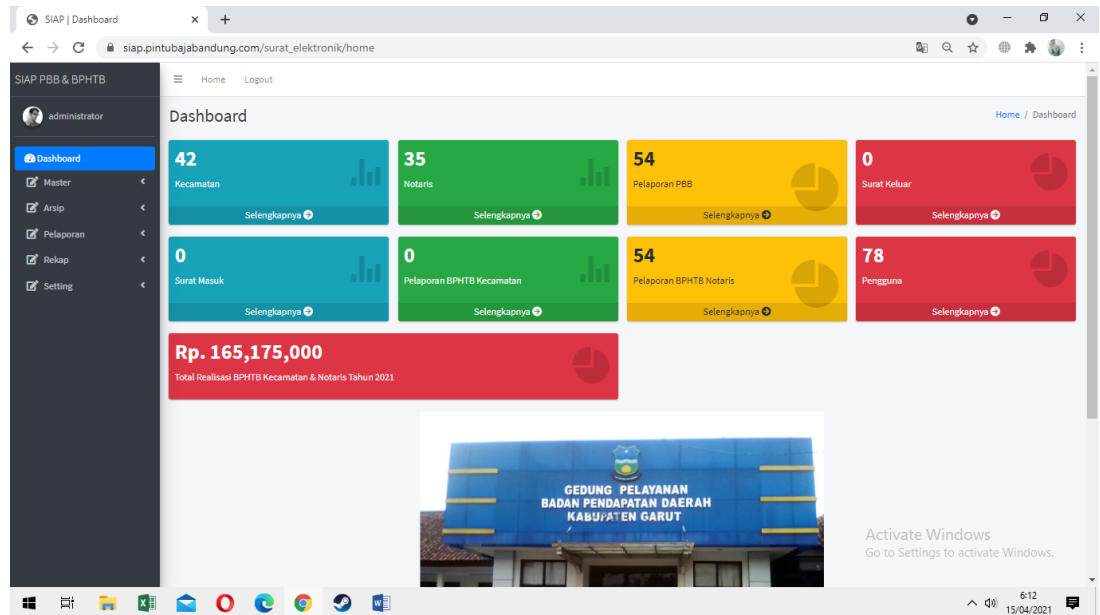 SIAP | Dashboard
siap.pintubajabandung.com/surat_elektronik/home
SIAP PBB & BPHTB
Home Logout
administrator
Dashboard
Home / Dashboard
Dashboard
Master
Arsip
Pelaporan
Rekap
Setting
42
Kecamatan
Selengkapnya
35
Notaris
Selengkapnya
54
Pelaporan PBB
Selengkapnya
0
Surat Keluar
Selengkapnya
0
Surat Masuk
Selengkapnya
0
Pelaporan BPHTB Kecamatan
Selengkapnya
54
Pelaporan BPHTB Notaris
Selengkapnya
78
Pengguna
Selengkapnya
Rp. 165,175,000
Total Realisasi BPHTB Kecamatan & Notaris Tahun 2021
GEDUNG PELAYANAN
BADAN PENDAPATAN DAERAH
KABUPATEN GARUT
Activate Windows
Go to Settings to activate Windows.
6:12
15/04/2021